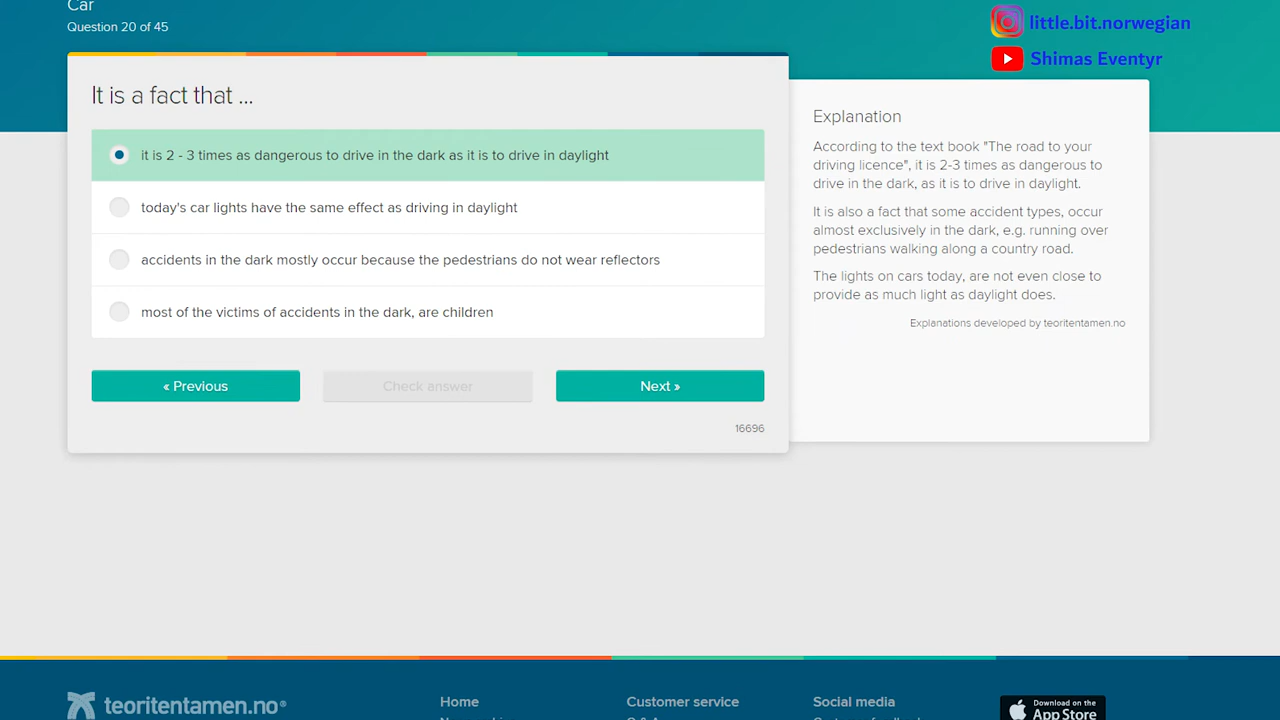 Car
Question 20 of 45
little.bit.norwegian
Shimas Eventyr
It is a fact that ...
it is 2 - 3 times as dangerous to drive in the dark as it is to drive in daylight
today's car lights have the same effect as driving in daylight
accidents in the dark mostly occur because the pedestrians do not wear reflectors
most of the victims of accidents in the dark, are children
« Previous
Check answer
Next »
16696
Explanation
According to the text book "The road to your
driving licence", it is 2-3 times as dangerous to
drive in the dark, as it is to drive in daylight.
It is also a fact that some accident types, occur
almost exclusively in the dark, e.g. running over
pedestrians walking along a country road.
The lights on cars today, are not even close to
provide as much light as daylight does.
Explanations developed by teoritentamen.no
teoritentamen.no®
Home
Customer service
Social media
Download on the
App Store